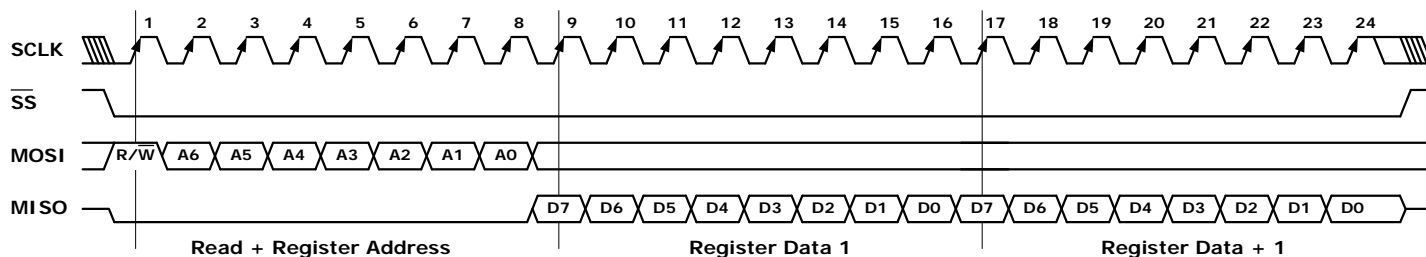 1 2 3 4 5 6 7 8 9 10 11 12 13 14 15 16 17 18 19 20 21 22 23 24
SCLK
SS
MOSI R/W A6 A5 A4 A3 A2 A1 A0
MISO D7 D6 D5 D4 D3 D2 D1 D0 D7 D6 D5 D4 D3 D2 D1 D0
Read + Register Address Register Data 1 Register Data + 1